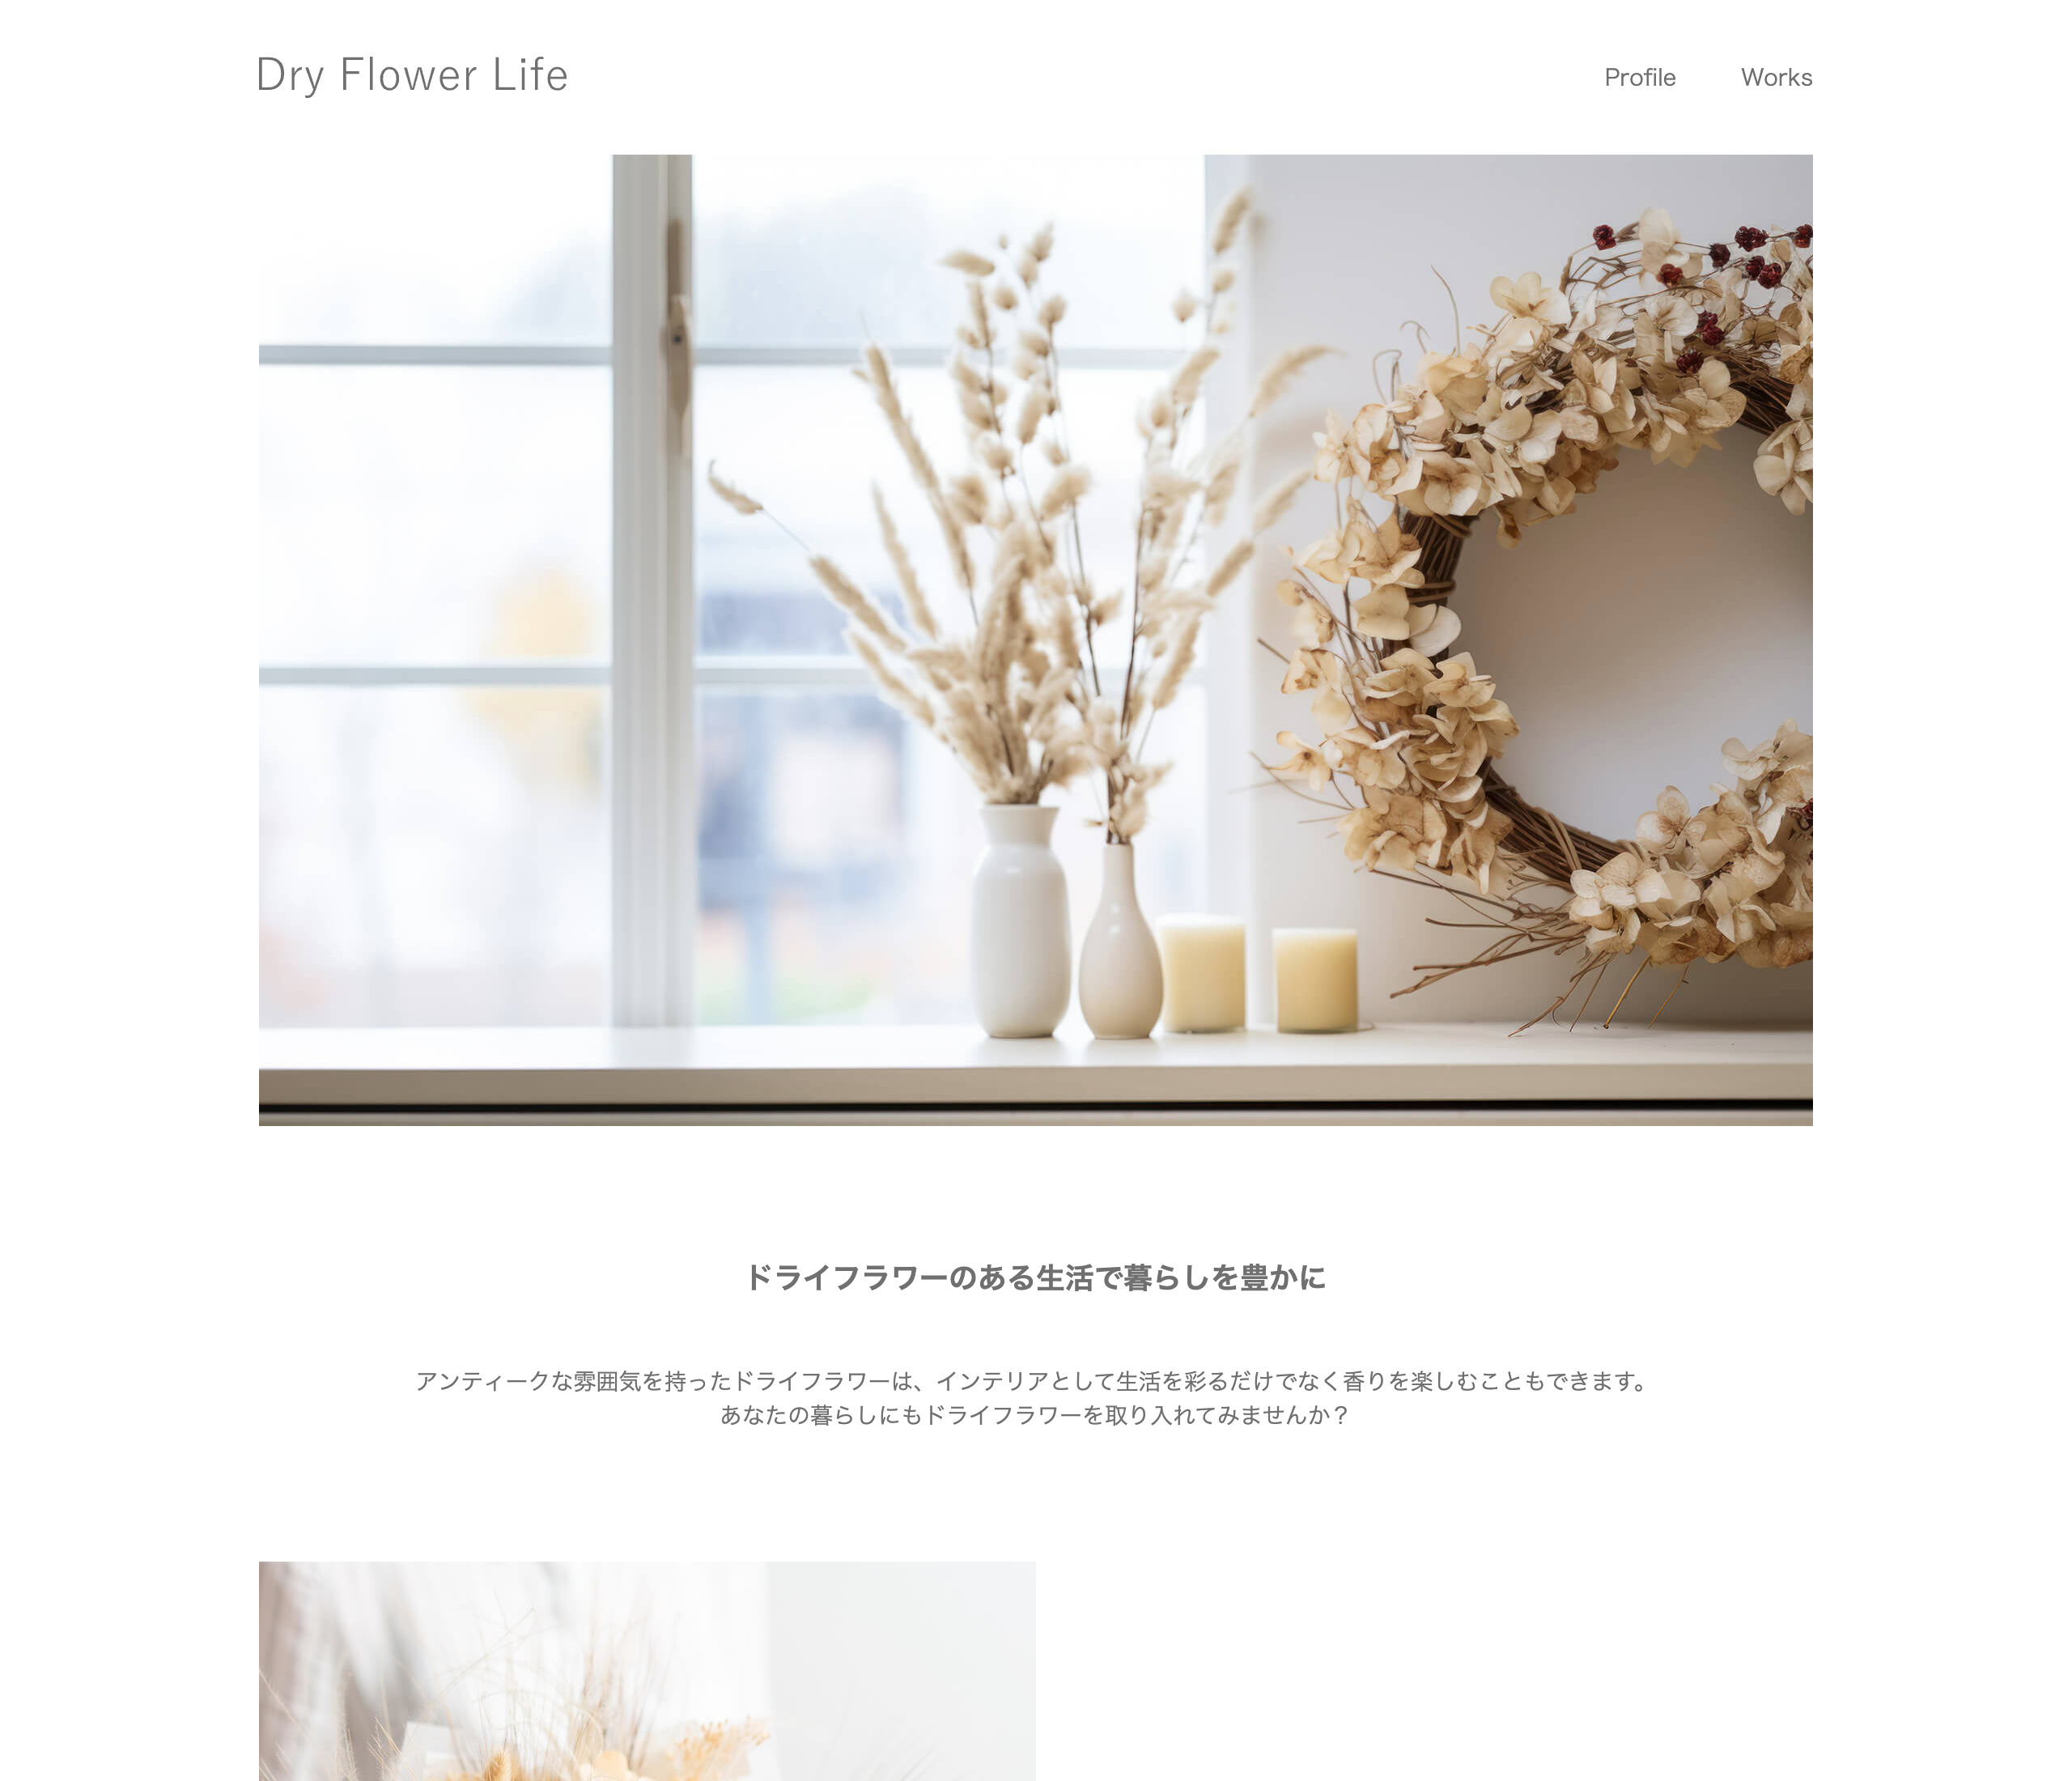 Dry Flower Life
Profile
Works
ドライフラワーのある生活で暮らしを豊かに
アンティークな雰囲気を持ったドライフラワーは、インテリアとして生活を彩るだけでなく香りを楽しむこともできます。
あなたの暮らしにもドライフラワーを取り入れてみませんか？